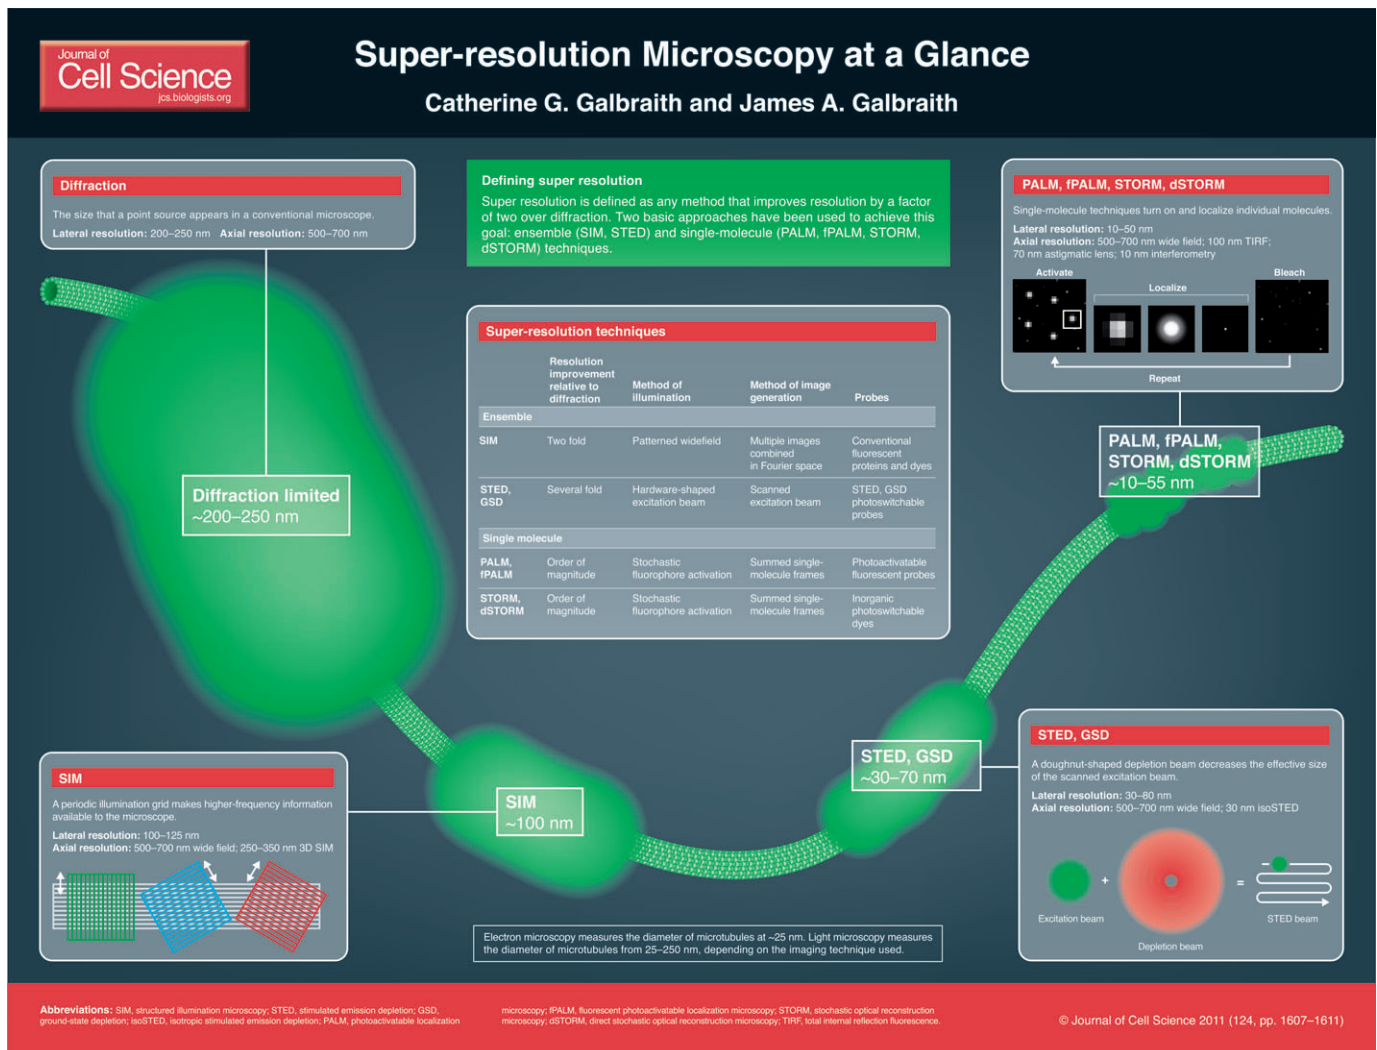 Journal of
Cell Science
jcs.biologists.org
Super-resolution Microscopy at a Glance
Catherine G. Galbraith and James A. Galbraith
Diffraction
The size that a point source appears in a conventional microscope.
Lateral resolution: 200–250 nm Axial resolution: 500–700 nm
Defining super resolution
Super resolution is defined as any method that improves resolution by a factor
of two over diffraction. Two basic approaches have been used to achieve this
goal: ensemble (SIM, STED) and single-molecule (PALM, fPALM, STORM,
dSTORM) techniques.
PALM, fPALM, STORM, dSTORM
Single-molecule techniques turn on and localize individual molecules.
Lateral resolution: 10–50 nm
Axial resolution: 500–700 nm wide field; 100 nm TIRF;
70 nm astigmatic lens; 10 nm interferometry
Activate
Localize
Bleach
Repeat
Super-resolution techniques
Resolution
improvement
relative to
diffraction
Method of
illumination
Method of image
generation
Probes
Ensemble
SIM
Two fold
Patterned widefield
Multiple images
combined
in Fourier space
Conventional
fluorescent
proteins and dyes
STED,
GSD
Several fold
Hardware-shaped
excitation beam
Scanned
excitation beam
STED, GSD
photoswitchable
probes
Single molecule
PALM,
fPALM
Order of
magnitude
Stochastic
fluorophore activation
Summed single-
molecule frames
Photoactivatable
fluorescent probes
STORM,
dSTORM
Order of
magnitude
Stochastic
fluorophore activation
Summed single-
molecule frames
Inorganic
photoswitchable
dyes
Diffraction limited
~200–250 nm
PALM, fPALM,
STORM, dSTORM
~10–55 nm
STED, GSD
~30–70 nm
SIM
~100 nm
SIM
A periodic illumination grid makes higher-frequency information
available to the microscope.
Lateral resolution: 100–125 nm
Axial resolution: 500–700 nm wide field; 250–350 nm 3D SIM
STED, GSD
A doughnut-shaped depletion beam decreases the effective size
of the scanned excitation beam.
Lateral resolution: 30–80 nm
Axial resolution: 500–700 nm wide field; 30 nm isoSTED
+
=
Excitation beam
Depletion beam
STED beam
Electron microscopy measures the diameter of microtubules at ~25 nm. Light microscopy measures
the diameter of microtubules from 25–250 nm, depending on the imaging technique used.
Abbreviations: SIM, structured illumination microscopy; STED, stimulated emission depletion; GSD,
ground-state depletion; isoSTED, isotropic stimulated emission depletion; PALM, photoactivatable localization
microscopy; fPALM, fluorescent photoactivatable localization microscopy; STORM, stochastic optical reconstruction
microscopy; dSTORM, direct stochastic optical reconstruction microscopy; TIRF, total internal reflection fluorescence.
© Journal of Cell Science 2011 (124, pp. 1607–1611)